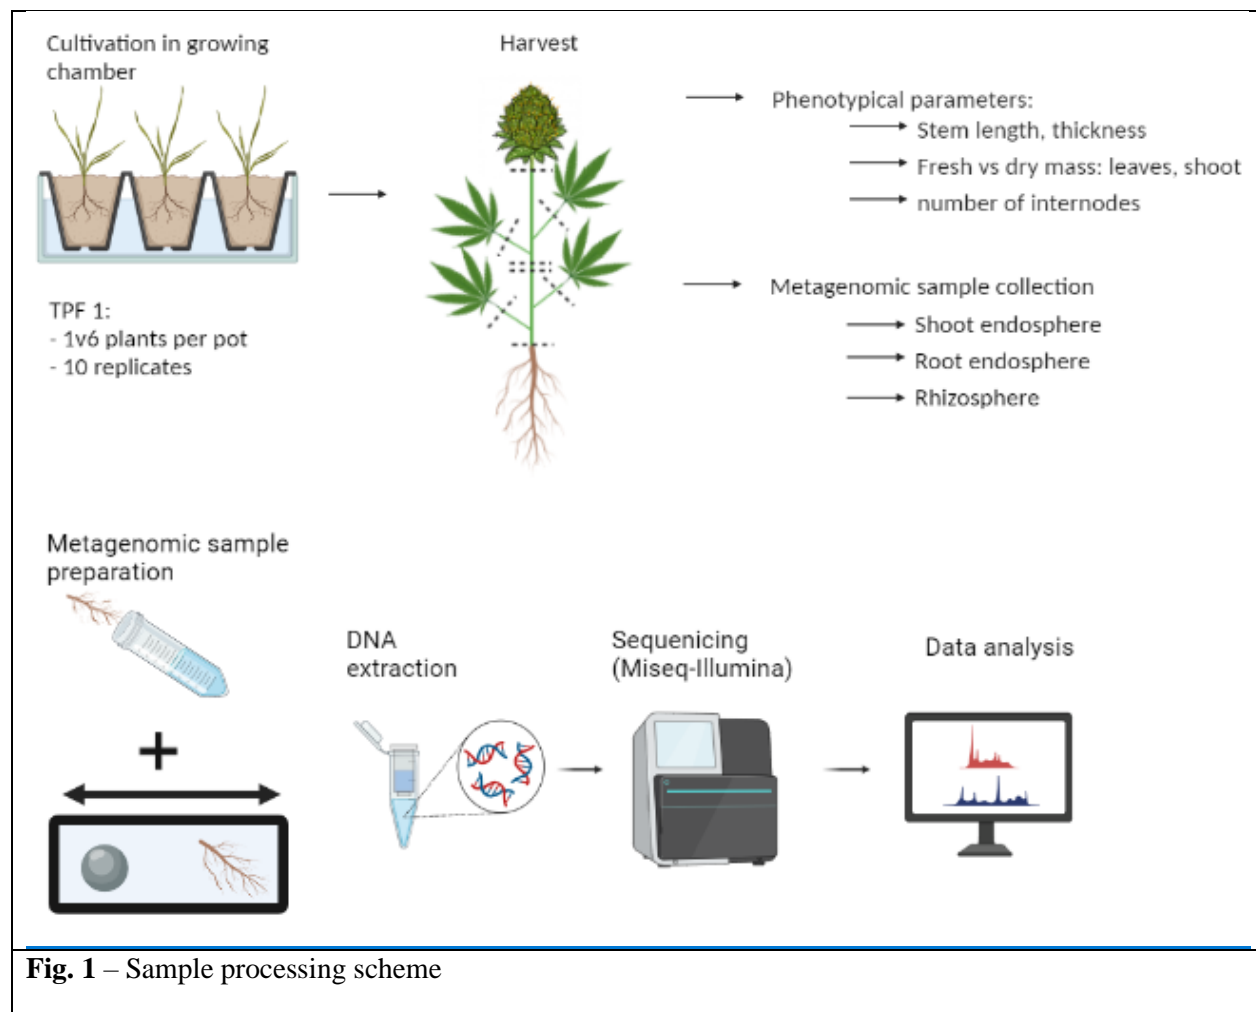 Cultivation in growing
chamber
Harvest
Phenotypical parameters:
Stem length, thickness
Fresh vs dry mass: leaves, shoot
number of internodes
TPF 1:
- 1v6 plants per pot
- 10 replicates
Metagenomic sample collection
Shoot endosphere
Root endosphere
Rhizosphere
Metagenomic sample
preparation
+
DNA
extraction
Sequenicing
(Miseq-Illumina)
Data analysis
Fig. 1 – Sample processing scheme